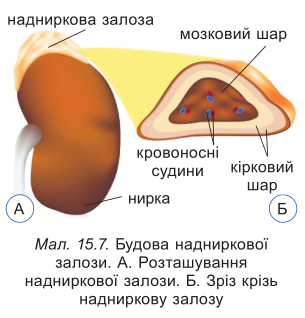 надниркова залоза
мозковий шар
кровоносні
судини
кірковий
шар
нирка
А
Б
Мал. 15.7. Будова надниркової
залози. А. Розташування
надниркової залози. Б. Зріз крізь
надниркову залозу